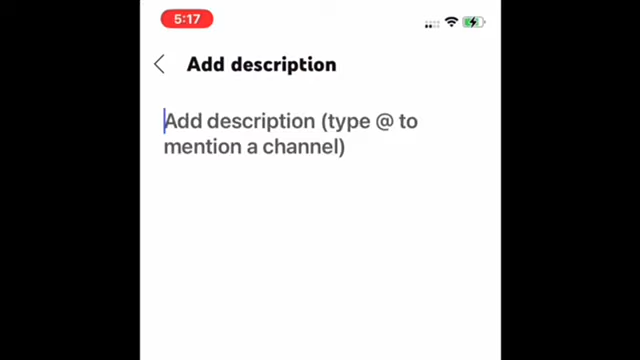 5:17
Add description
Add description (type @ to
mention a channel)